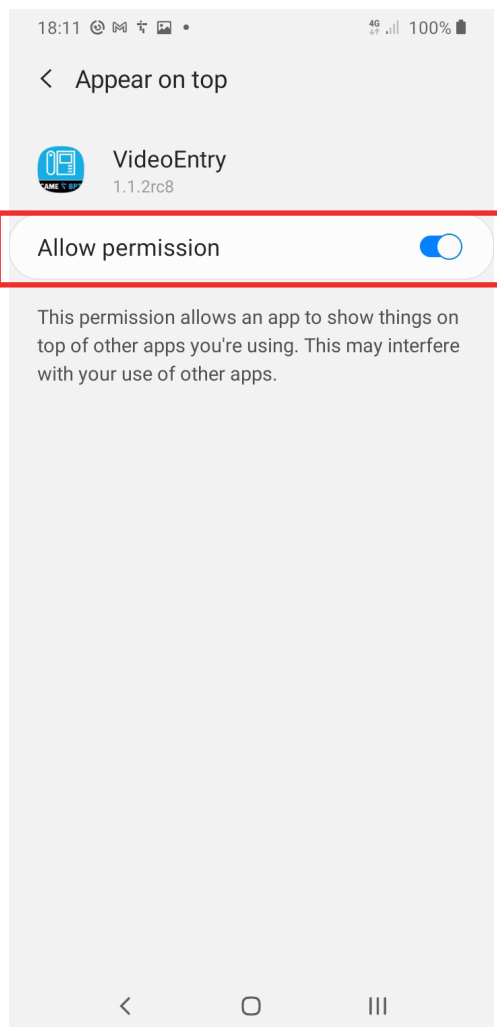 18:11 4G 100%
Appear on top
VideoEntry
CAME BPT
1.1.2rc8
Allow permission
This permission allows an app to show things on
top of other apps you're using. This may interfere
with your use of other apps.